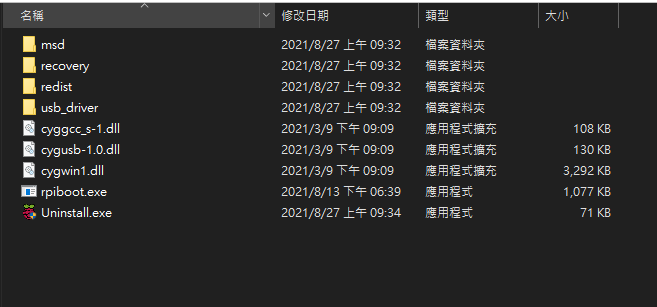 名稱 修改日期 類型 大小
msd 2021/8/27 上午 09:32 檔案資料夾
recovery 2021/8/27 上午 09:32 檔案資料夾
redist 2021/8/27 上午 09:32 檔案資料夾
usb_driver 2021/8/27 上午 09:32 檔案資料夾
cyggcc_s-1.dll 2021/3/9 下午 09:09 應用程式擴充 108 KB
cygusb-1.0.dll 2021/3/9 下午 09:09 應用程式擴充 130 KB
cygwin1.dll 2021/3/9 下午 09:09 應用程式擴充 3,292 KB
rpiboot.exe 2021/8/13 下午 06:39 應用程式 1,077 KB
Uninstall.exe 2021/8/27 上午 09:34 應用程式 71 KB